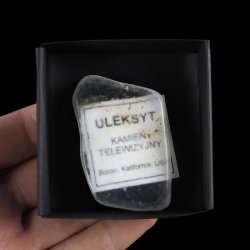 ULEKSYT
KAMIEŃ
TELEWIZYJNY
Boron, Kalifornia, USA